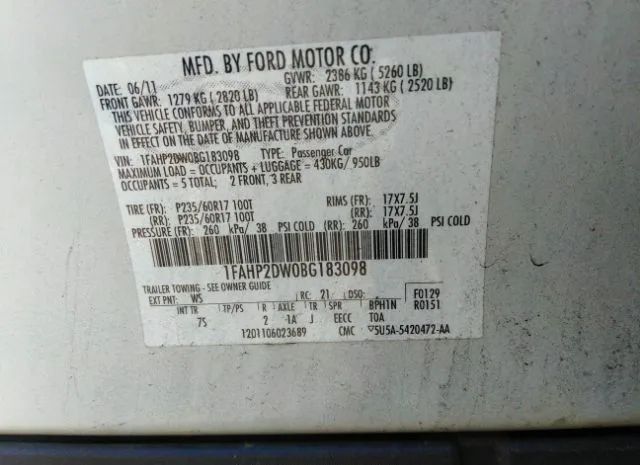 MFD. BY FORD MOTOR CO.
DATE: 06/11 GVWR: 2386 KG ( 5260 LB)
FRONT GAWR: 1279 KG ( 2820 LB) REAR GAWR: 1143 KG ( 2520 LB)
THIS VEHICLE CONFORMS TO ALL APPLICABLE FEDERAL MOTOR
VEHICLE SAFETY, BUMPER, AND THEFT PREVENTION STANDARDS
IN EFFECT ON THE DATE OF MANUFACTURE SHOWN ABOVE.
VIN: 1FAHP2DW0BG183098 TYPE: Passenger Car
MAXIMUM LOAD = OCCUPANTS + LUGGAGE = 430KG/ 950LB
OCCUPANTS = 5 TOTAL; 2 FRONT, 3 REAR
TIRE (FR): P235/60R17 100T RIMS (FR): 17X7.5J
(RR): P235/60R17 100T (RR): 17X7.5J
PRESSURE (FR): 260 kPa/ 38 PSI COLD (RR): 260 kPa/ 38 PSI COLD
1FAHP2DW0BG183098
TRAILER TOWING - SEE OWNER GUIDE
EXT PNT: WS RC: 21 DSO: F0129
INT TR TP/PS R AXLE TR SPR BPH1N R0151
7S 2 1A J EECC TOA
12D1106023689 CMC 5U5A-5420472-AA